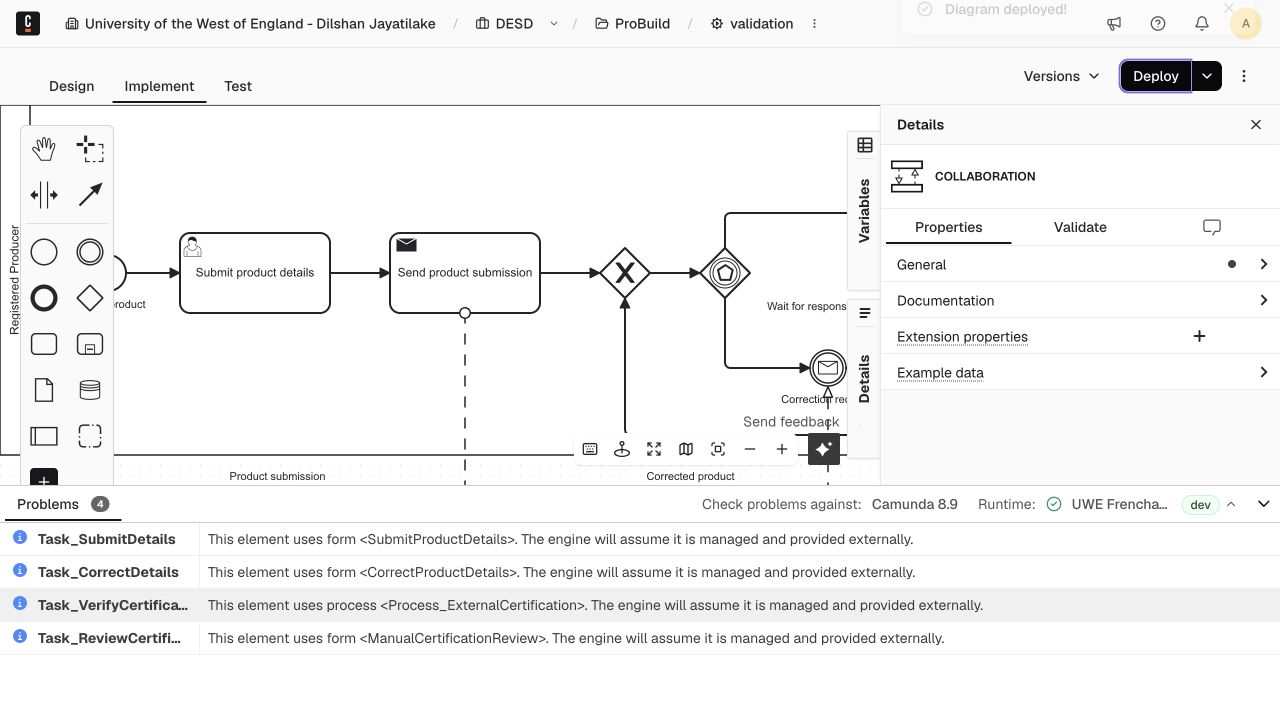 Diagram deployed!
C
University of the West of England - Dilshan Jayatilake / DESD / ProBuild / validation
A
Design
Implement
Test
Versions
Deploy
Registered Producer
roduct
Submit product details
Send product submission
Wait for respons
Correction rec
Send feedback
Product submission
Corrected product
Variables
Details
Details
COLLABORATION
Properties
Validate
General
Documentation
Extension properties
Example data
Problems 4
Check problems against: Camunda 8.9
Runtime: UWE Frencha... dev
Task_SubmitDetails This element uses form <SubmitProductDetails>. The engine will assume it is managed and provided externally.
Task_CorrectDetails This element uses form <CorrectProductDetails>. The engine will assume it is managed and provided externally.
Task_VerifyCertifica... This element uses process <Process_ExternalCertification>. The engine will assume it is managed and provided externally.
Task_ReviewCertifi... This element uses form <ManualCertificationReview>. The engine will assume it is managed and provided externally.